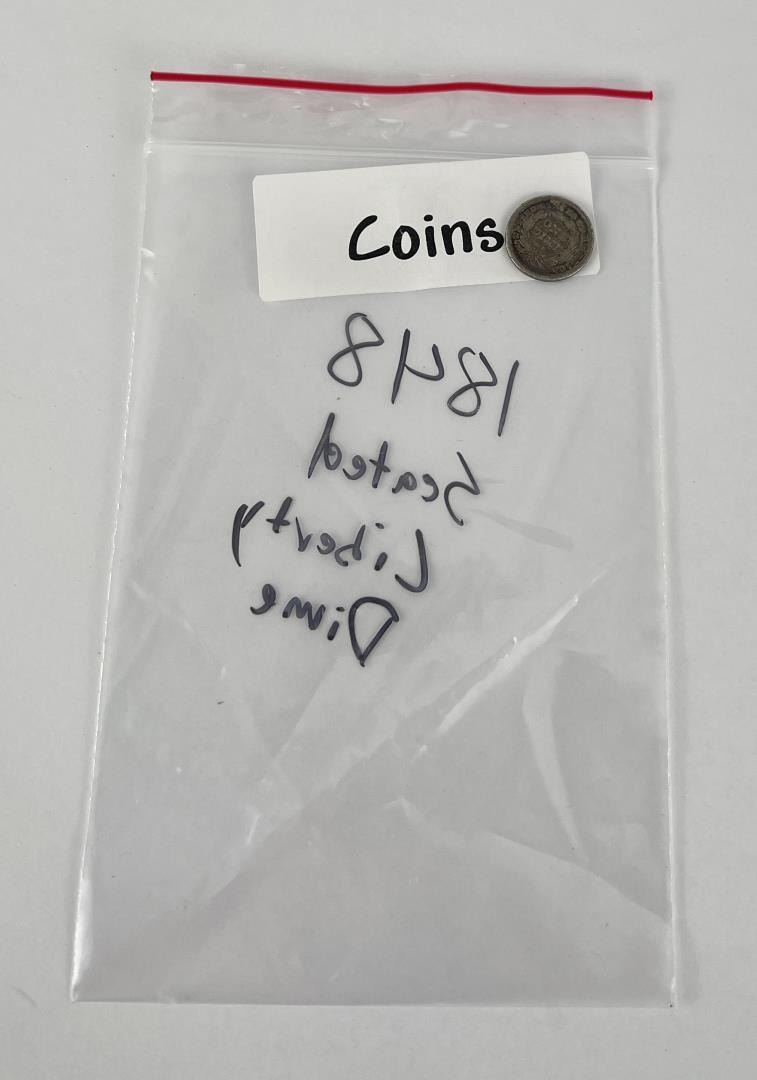 Coins
1848
Seated
Liberty
Dime